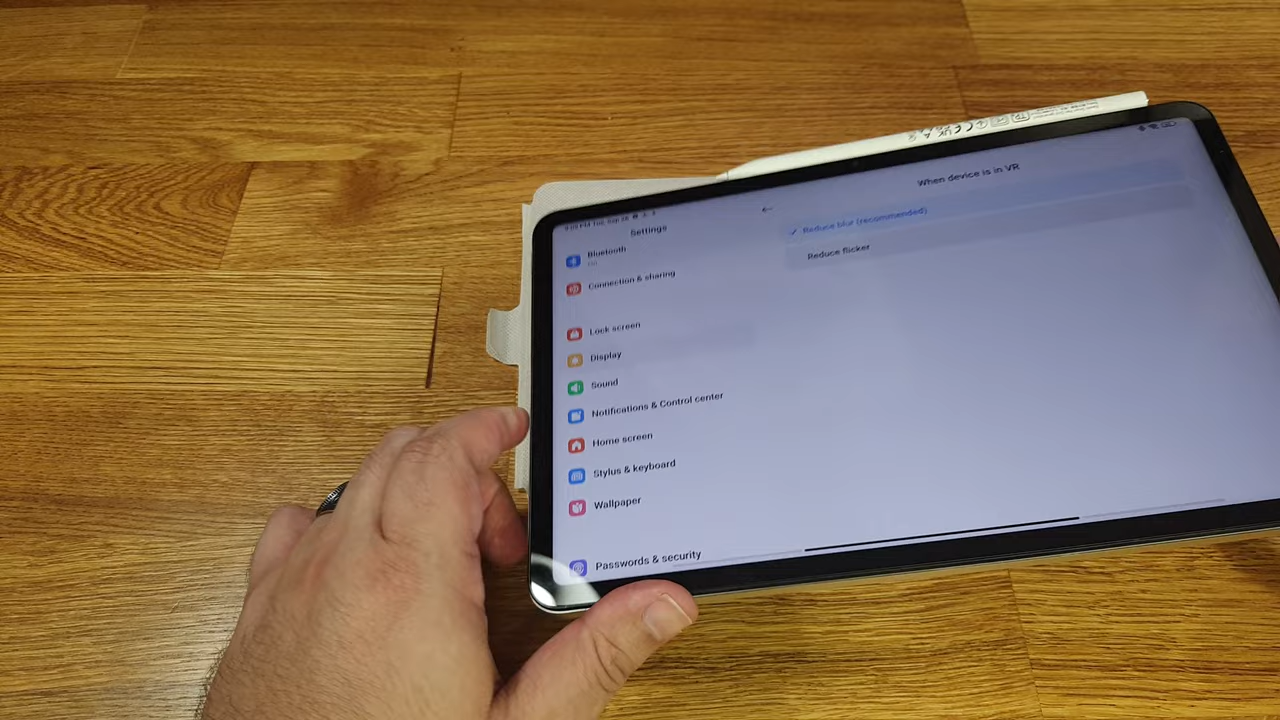 Settings
Bluetooth
Connection & sharing
Lock screen
Display
Sound
Notifications & Control center
Home screen
Stylus & keyboard
Wallpaper
Passwords & security
When device is in VR
Reduce blur (recommended)
Reduce flicker